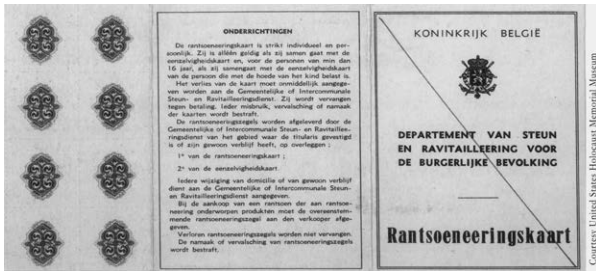 ONDERRICHTINGEN
De rantsoeneeringskaart is strikt individueel en per-
soonlijk. Zij is alléén geldig als zij samen gaat met de
eenzelvigheidskaart en, voor de personen van min dan
16 jaar, als zij samengaat met de eenzelvigheidskaart
van de persoon die met de hoede van het kind belast is.
Het verlies van de kaart moet onmiddellijk aangege-
ven worden aan de Gemeentelijke of Intercommunale
Steun- en Ravitailleeringsdienst. Zij wordt vervangen
tegen betaling. Ieder misbruik, vervalsching of namaak
der kaarten wordt bestraft.
De rantsoeneeringszegels worden afgeleverd door de
Gemeentelijke of Intercommunale Steun- en Ravitaillee-
ringsdienst van het gebied waar de titularis gevestigd
is of zijn gewoon verblijf heeft, op overleggen :
1° van de rantsoeneeringskaart ;
2° van de eenzelvigheidskaart.
Iedere wijziging van domicilie of van gewoon verblijf
dient aan de Gemeentelijke of Intercommunale Steun-
en Ravitailleeringsdienst aangegeven.
Bij de aankoop van een rantsoen der aan rantsoe-
neering onderworpen produkten moet de overeenstem-
mende rantsoeneeringszegel aan den verkooper afge-
geven.
Verloren rantsoeneeringszegels worden niet vervangen.
De namaak of vervalsching van rantsoeneeringszegels
wordt bestraft.
KONINKRIJK BELGIË
DEPARTEMENT VAN STEUN
EN RAVITAILLEERING VOOR
DE BURGERLIJKE BEVOLKING
Rantsoeneeringskaart
Courtesy United States Holocaust Memorial Museum